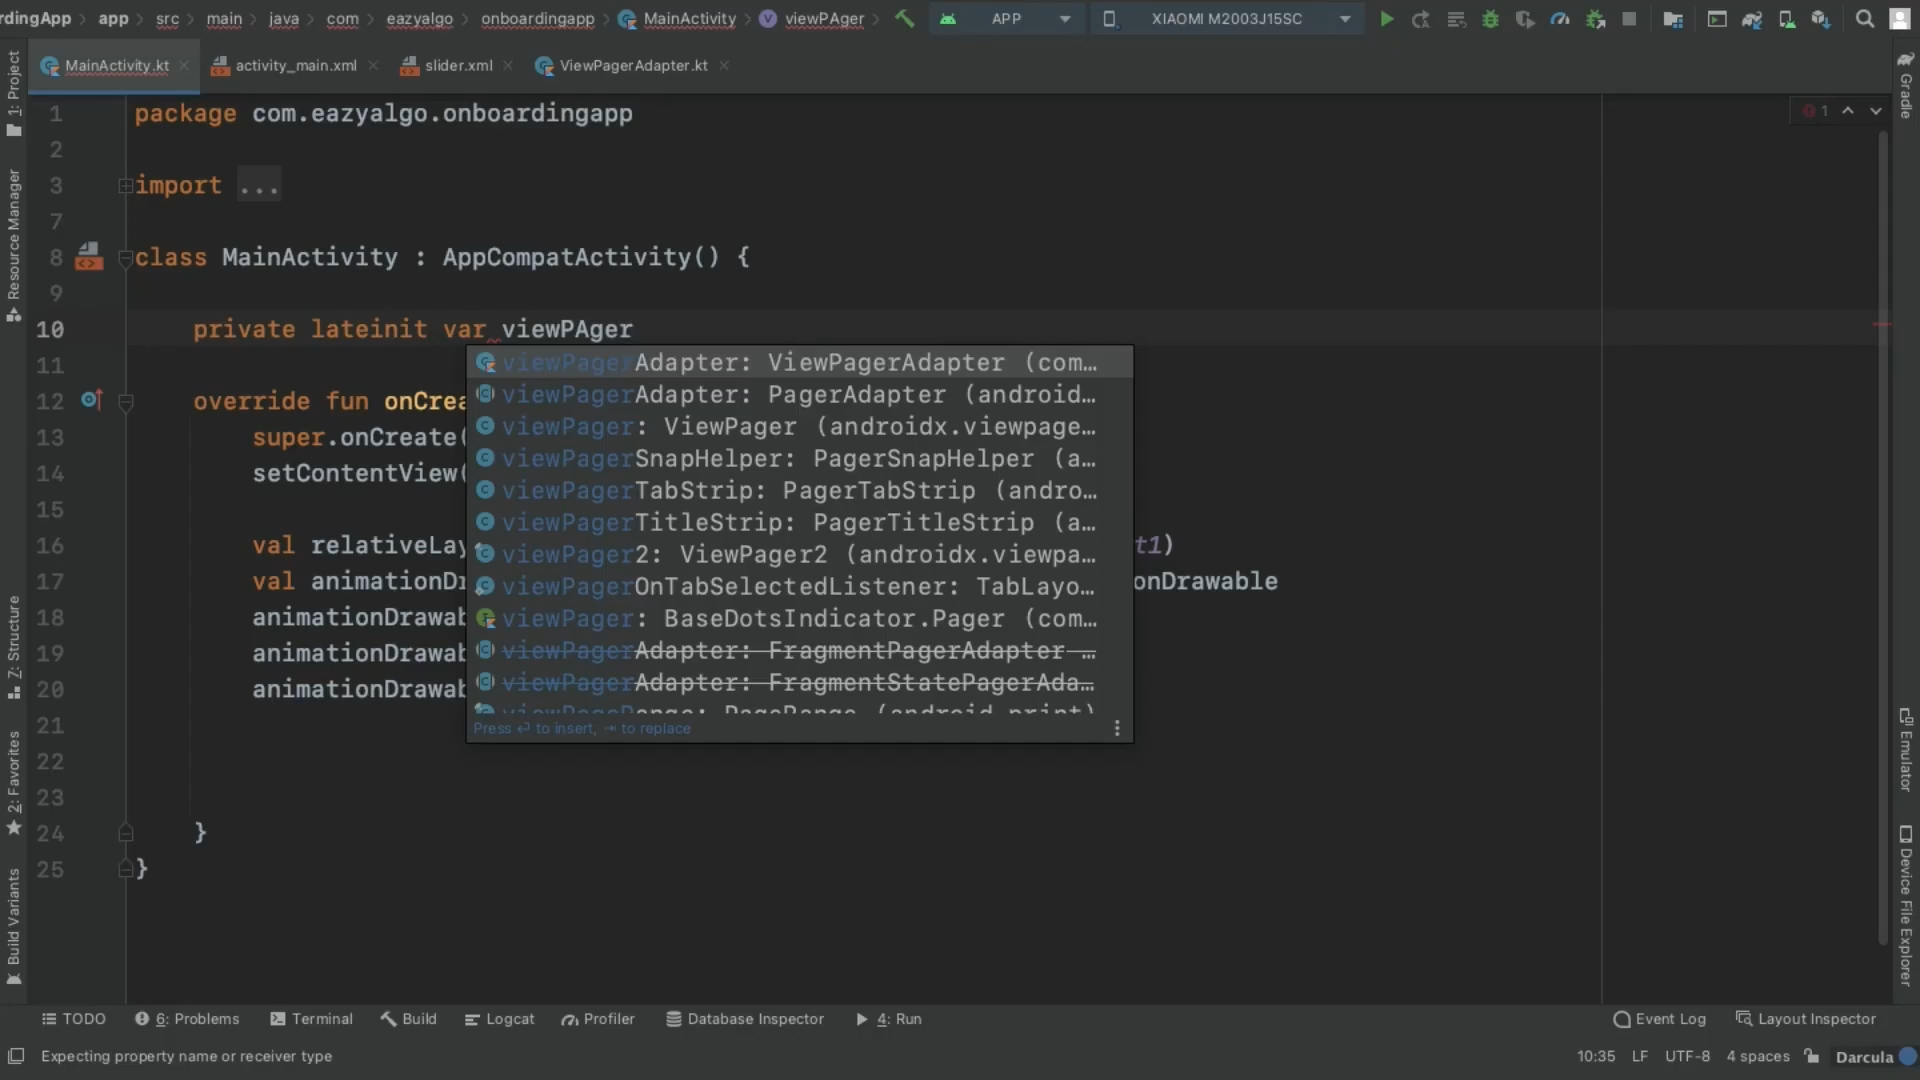 rdingApp app src main java com eazyalgo onboardingapp MainActivity viewPAger APP XIAOMI M2003J15SC
MainActivity.kt activity_main.xml slider.xml ViewPagerAdapter.kt
1: Project
Resource Manager
Z: Structure
2: Favorites
Build Variants
1 package com.eazyalgo.onboardingapp
2
3 import ...
7
8 class MainActivity : AppCompatActivity() {
9
10 private lateinit var viewPAger
11
12 override fun onCrea
13 super.onCreate(
14 setContentView(
15
16 val relativeLay t1)
17 val animationDr onDrawable
18 animationDrawab
19 animationDrawab
20 animationDrawab
21
22
23
24 }
25 }
1
viewPagerAdapter: ViewPagerAdapter (com…
viewPagerAdapter: PagerAdapter (android…
viewPager: ViewPager (androidx.viewpage…
viewPagerSnapHelper: PagerSnapHelper (a…
viewPagerTabStrip: PagerTabStrip (andro…
viewPagerTitleStrip: PagerTitleStrip (a…
viewPager2: ViewPager2 (androidx.viewpa…
viewPagerOnTabSelectedListener: TabLayo…
viewPager: BaseDotsIndicator.Pager (com…
viewPagerAdapter: FragmentPagerAdapter …
viewPagerAdapter: FragmentStatePagerAda…
viewPageRange: PageRange (android.print)
Press ↵ to insert, ⇥ to replace
Gradle
Emulator
Device File Explorer
TODO 6: Problems Terminal Build Logcat Profiler Database Inspector 4: Run Event Log Layout Inspector
Expecting property name or receiver type 10:35 LF UTF-8 4 spaces Darcula